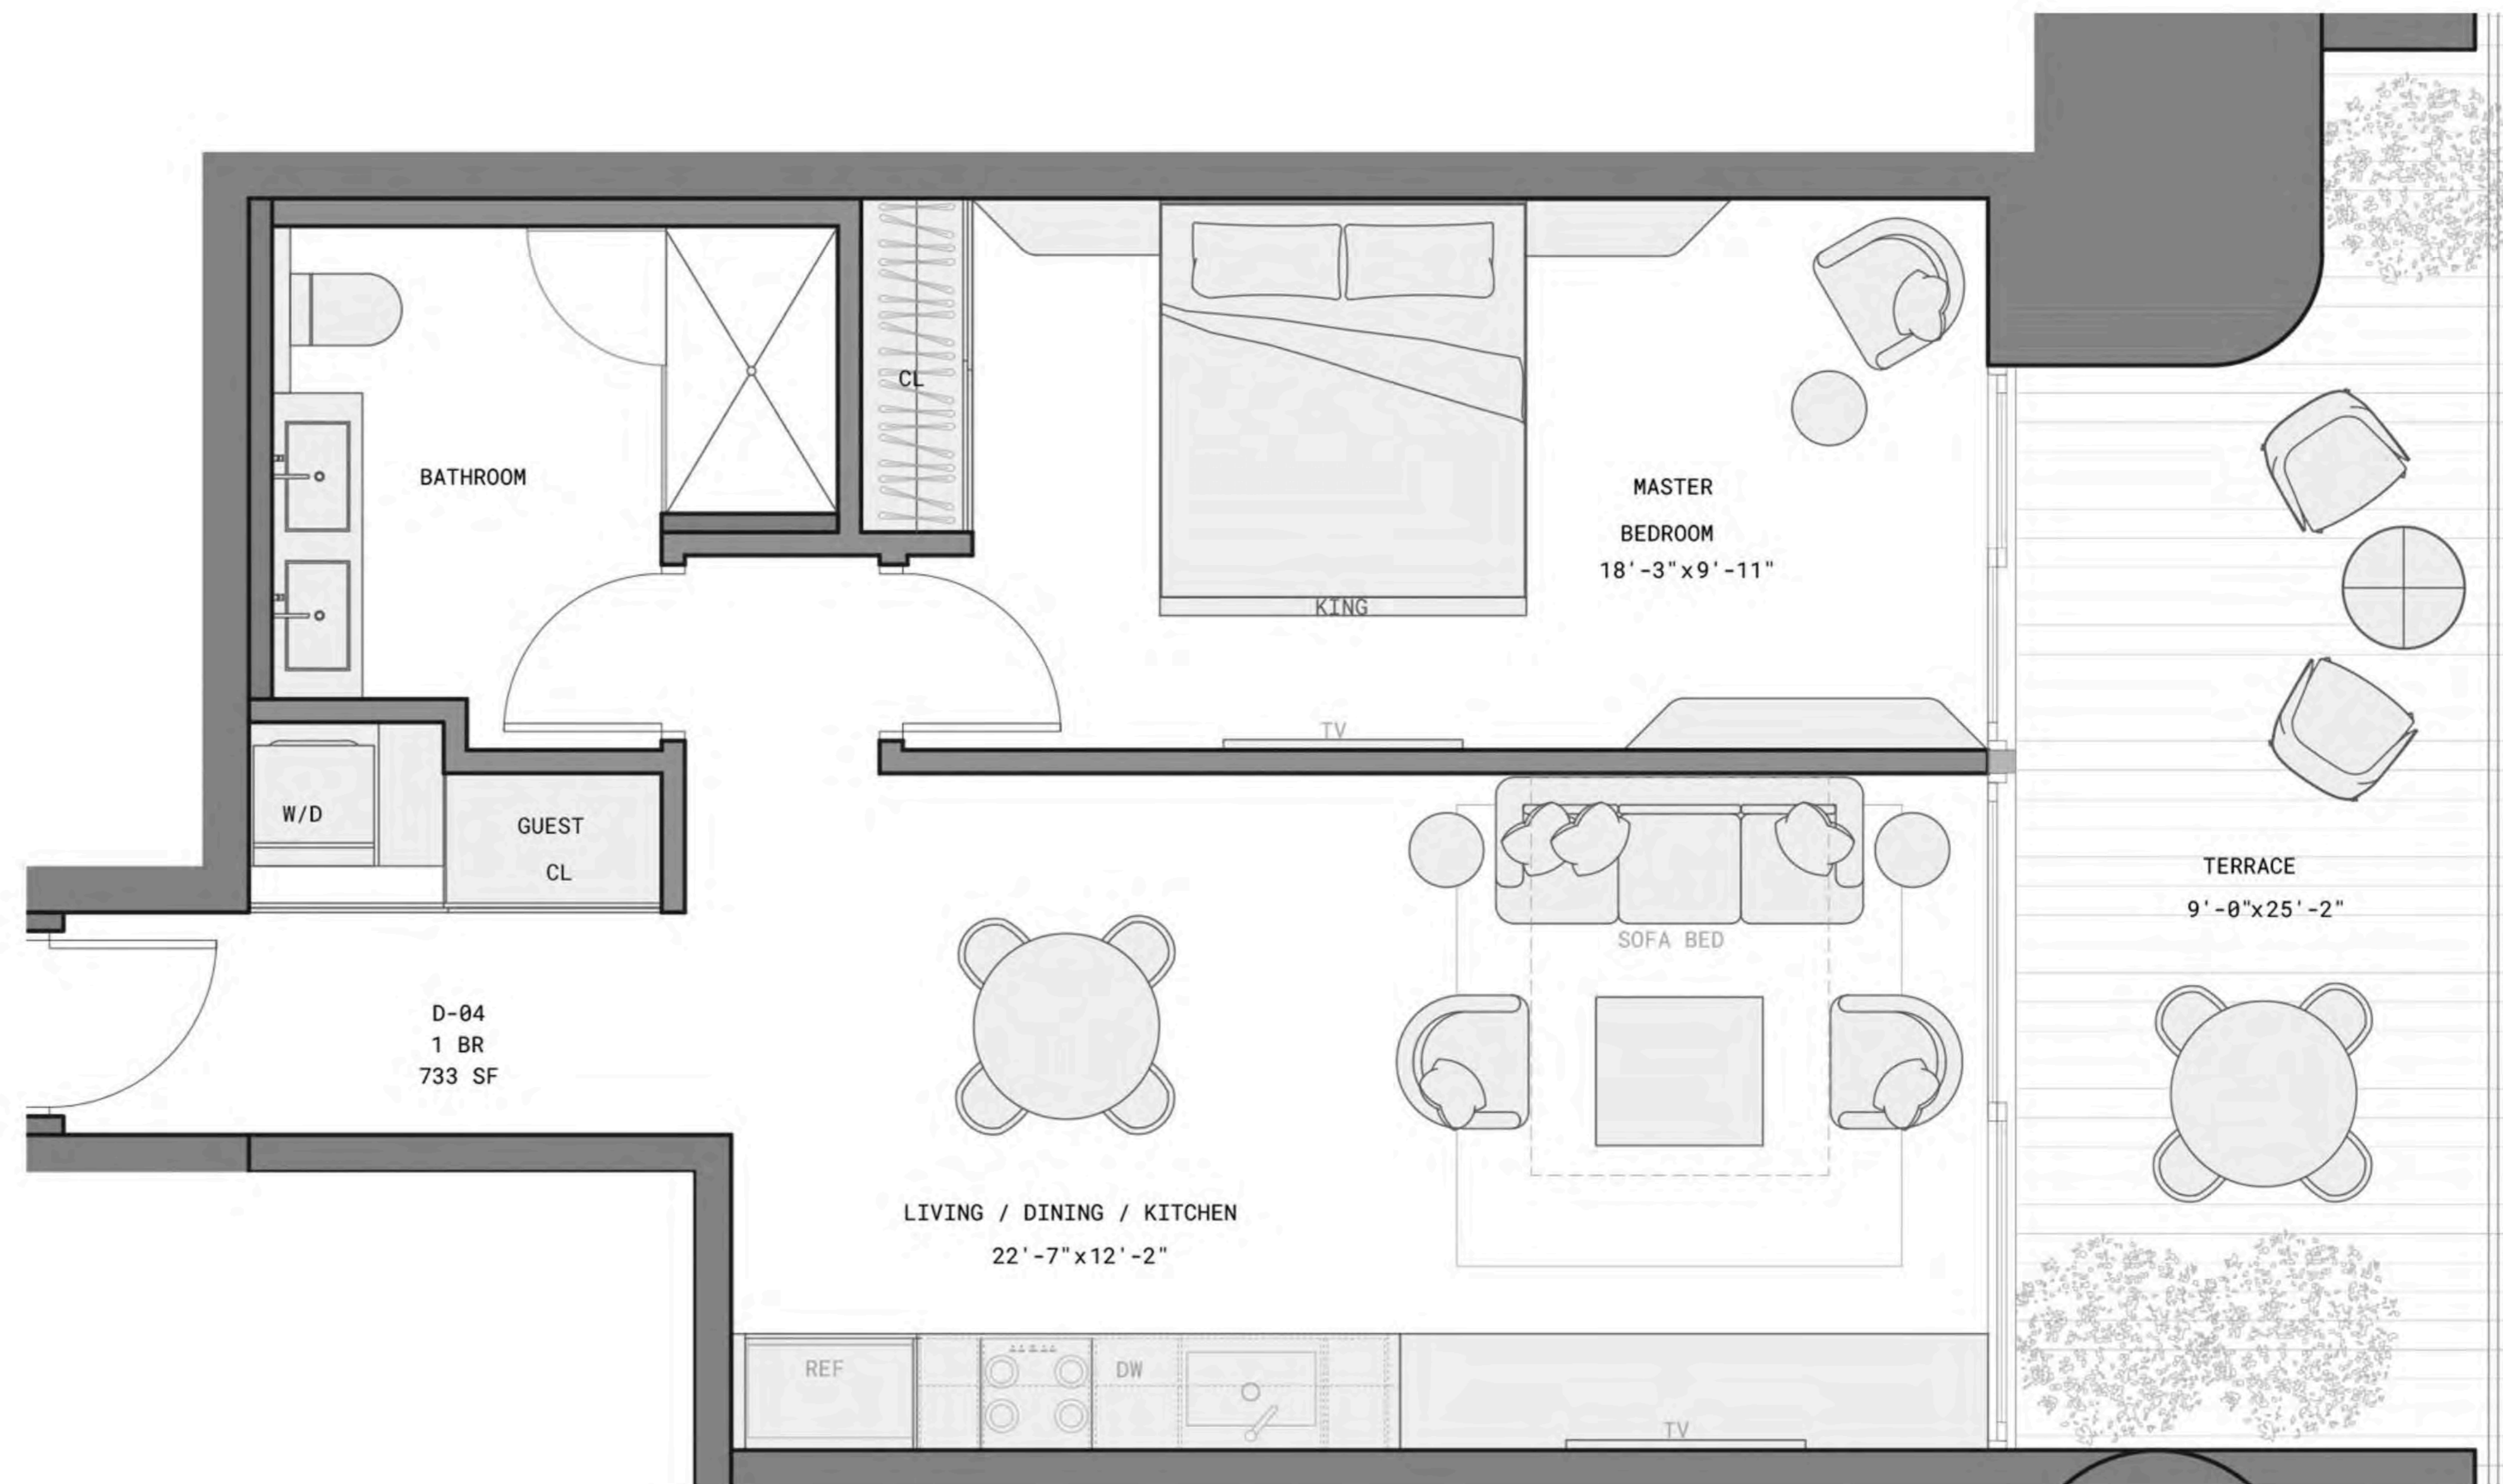 CL
BATHROOM
MASTER
BEDROOM
18'-3"x9'-11"
KING
TV
W/D
GUEST
CL
SOFA BED
TERRACE
9'-0"x25'-2"
D-04
1 BR
733 SF
LIVING / DINING / KITCHEN
22'-7"x12'-2"
REF
DW
TV